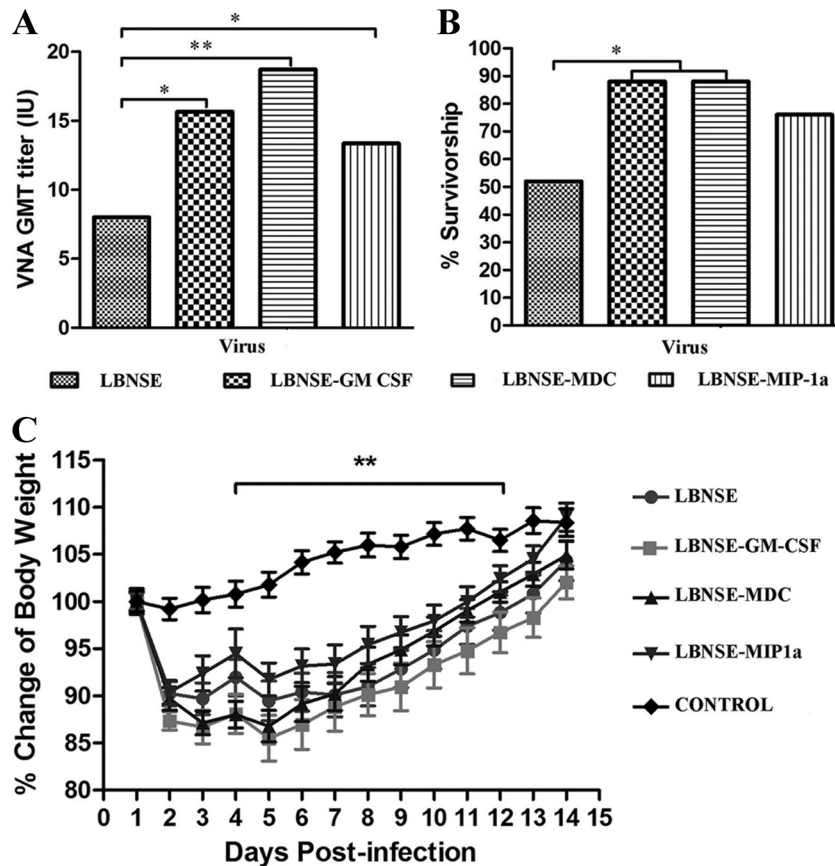 A
*
**
*
VNA GMT titer (IU)
20
15
10
5
0
Virus
B
*
% Survivorship
100
90
80
70
60
50
40
30
20
10
0
Virus
LBNSE LBNSE-GM CSF LBNSE-MDC LBNSE-MIP-1a
C
**
% Change of Body Weight
115
110
105
100
95
90
85
80
0 1 2 3 4 5 6 7 8 9 10 11 12 13 14 15
Days Post-infection
LBNSE
LBNSE-GM-CSF
LBNSE-MDC
LBNSE-MIP1a
CONTROL